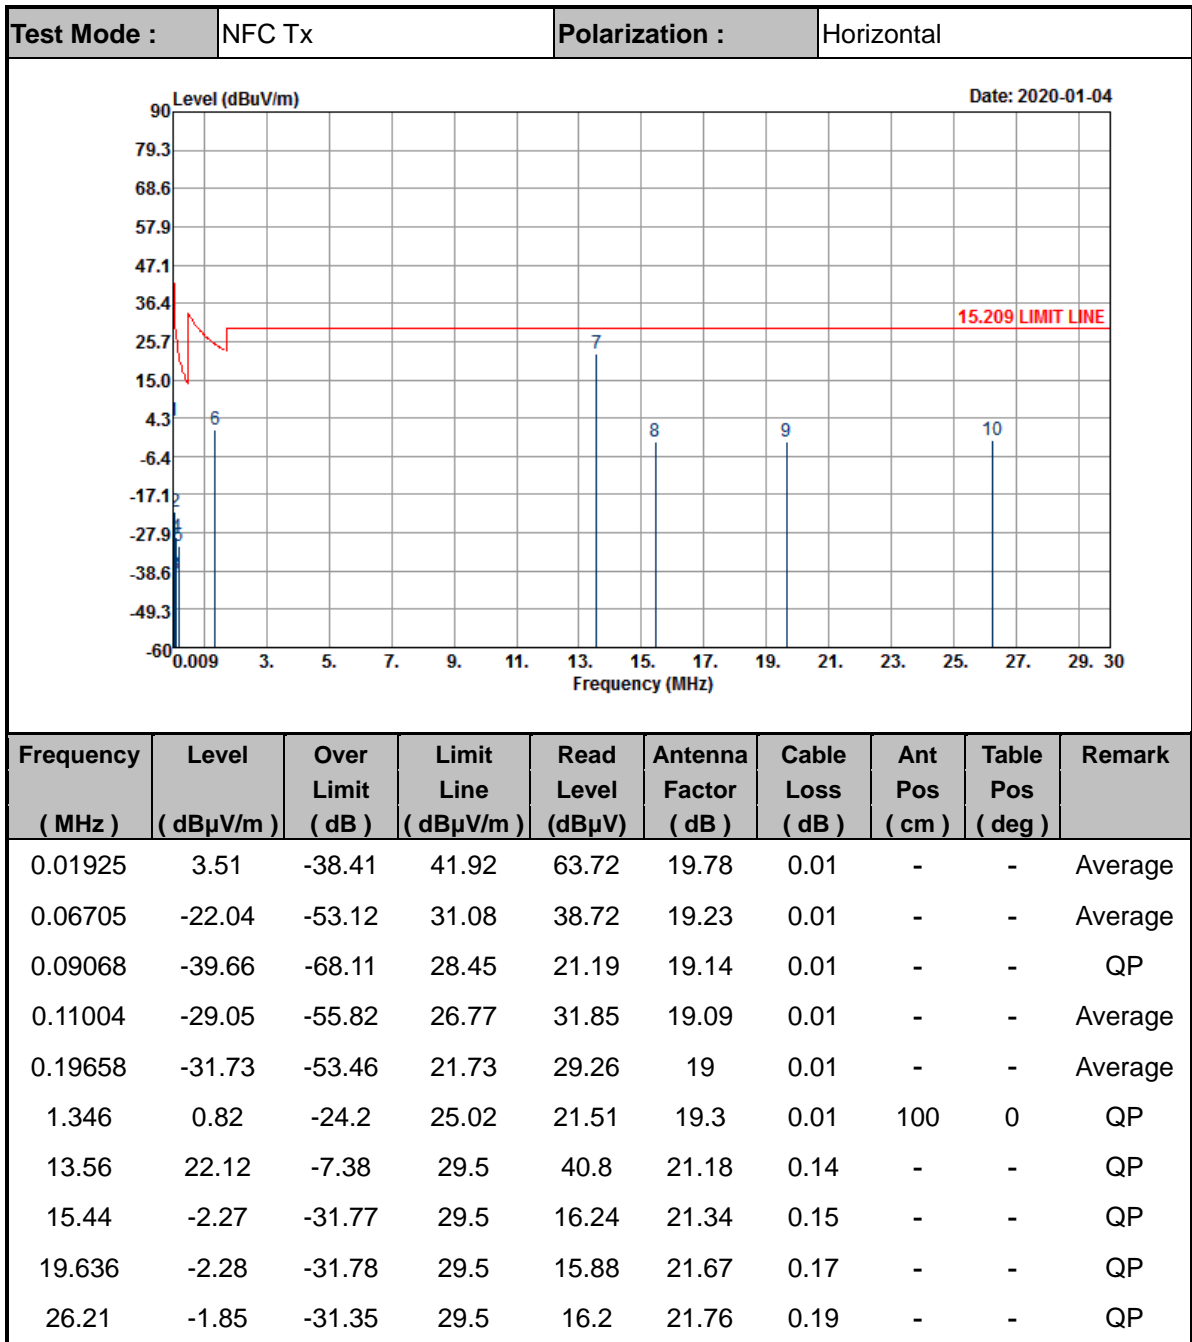 Test Mode : NFC Tx Polarization : Horizontal
Level (dBuV/m) Date: 2020-01-04
90
79.3
68.6
57.9
47.1
36.4
15.209 LIMIT LINE
25.7
7
15.0
4.3
6
8 9 10
-6.4
-17.1
2
-27.9
-38.6
-49.3
-60
0.009 3. 5. 7. 9. 11. 13. 15. 17. 19. 21. 23. 25. 27. 29. 30
Frequency (MHz)
Frequency Level Over Limit Read Antenna Cable Ant Table Remark
Limit Line Level Factor Loss Pos Pos
( MHz ) ( dBµV/m ) ( dB ) ( dBµV/m ) (dBµV) ( dB ) ( dB ) ( cm ) ( deg )
0.01925 3.51 -38.41 41.92 63.72 19.78 0.01 - - Average
0.06705 -22.04 -53.12 31.08 38.72 19.23 0.01 - - Average
0.09068 -39.66 -68.11 28.45 21.19 19.14 0.01 - - QP
0.11004 -29.05 -55.82 26.77 31.85 19.09 0.01 - - Average
0.19658 -31.73 -53.46 21.73 29.26 19 0.01 - - Average
1.346 0.82 -24.2 25.02 21.51 19.3 0.01 100 0 QP
13.56 22.12 -7.38 29.5 40.8 21.18 0.14 - - QP
15.44 -2.27 -31.77 29.5 16.24 21.34 0.15 - - QP
19.636 -2.28 -31.78 29.5 15.88 21.67 0.17 - - QP
26.21 -1.85 -31.35 29.5 16.2 21.76 0.19 - - QP